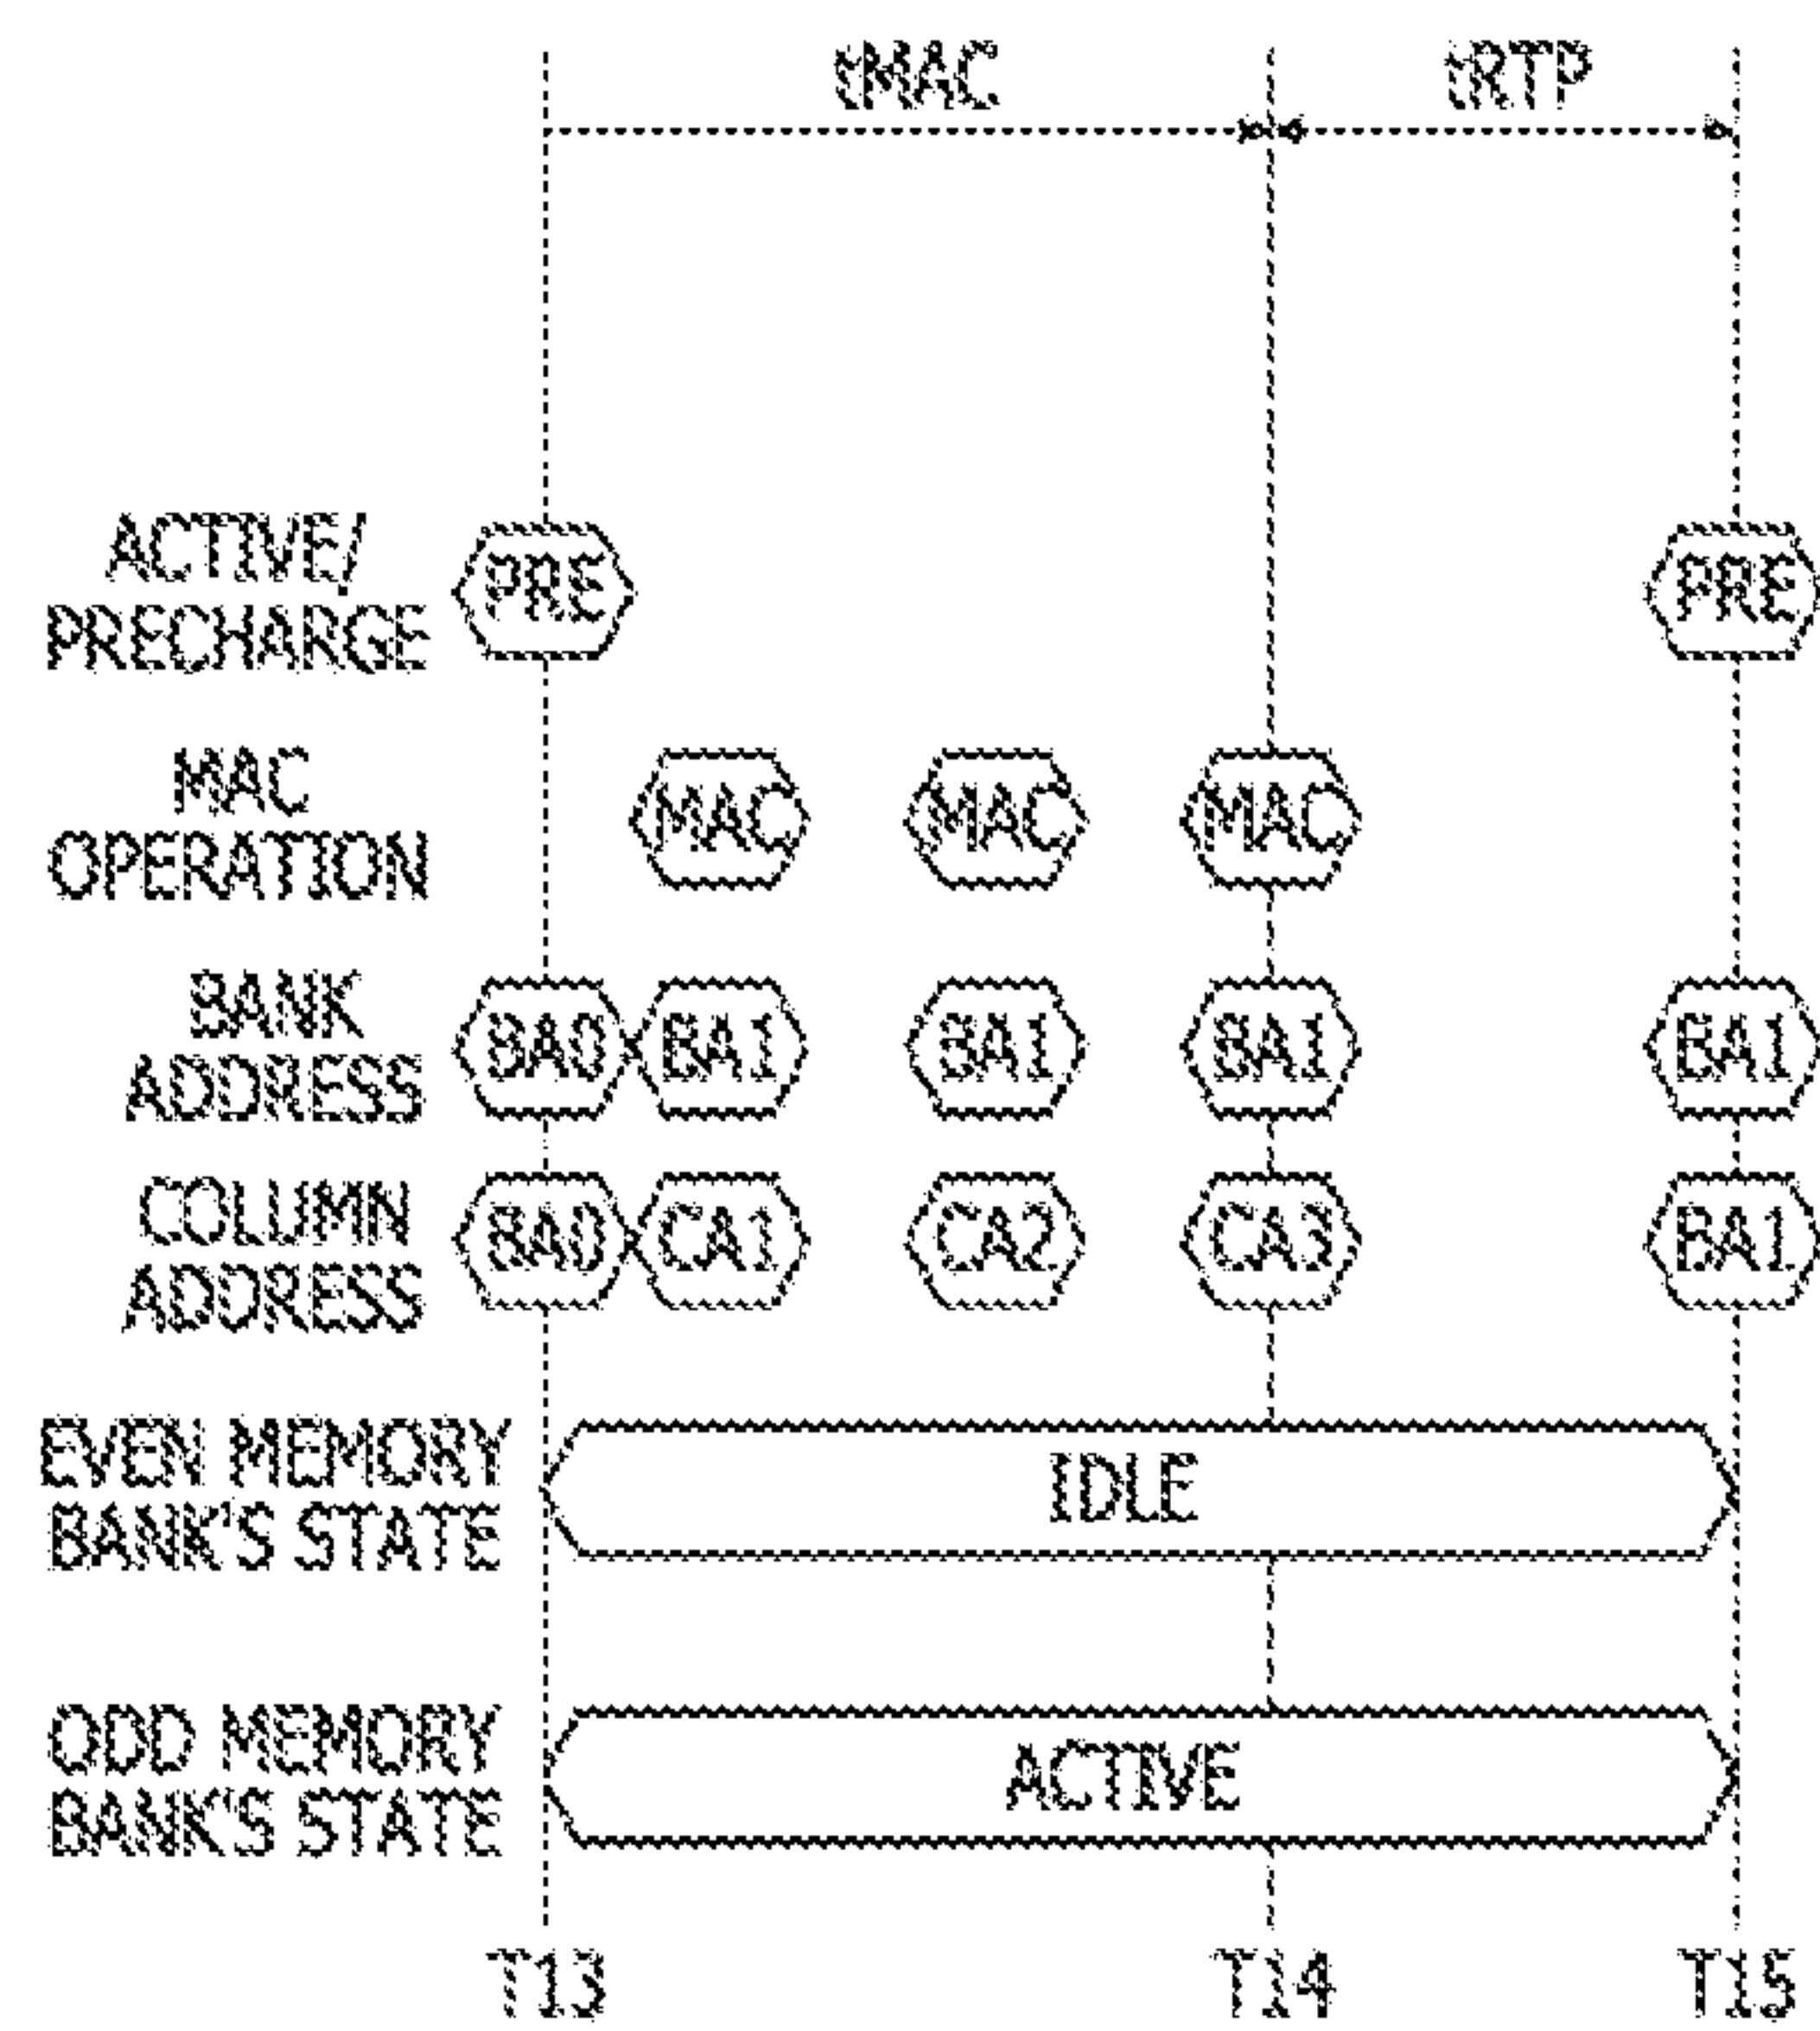 tMAC tRTP
ACTIVE/
PRECHARGE
PRE PRE
MAC
OPERATION
MAC MAC MAC
BANK
ADDRESS
BA0 BA1 BA1 BA1 BA1
COLUMN
ADDRESS
BA0 CA1 CA2 CA3 BA1
EVEN MEMORY
BANK'S STATE
IDLE
ODD MEMORY
BANK'S STATE
ACTIVE
T13 T14 T15